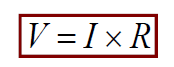 V = I × R